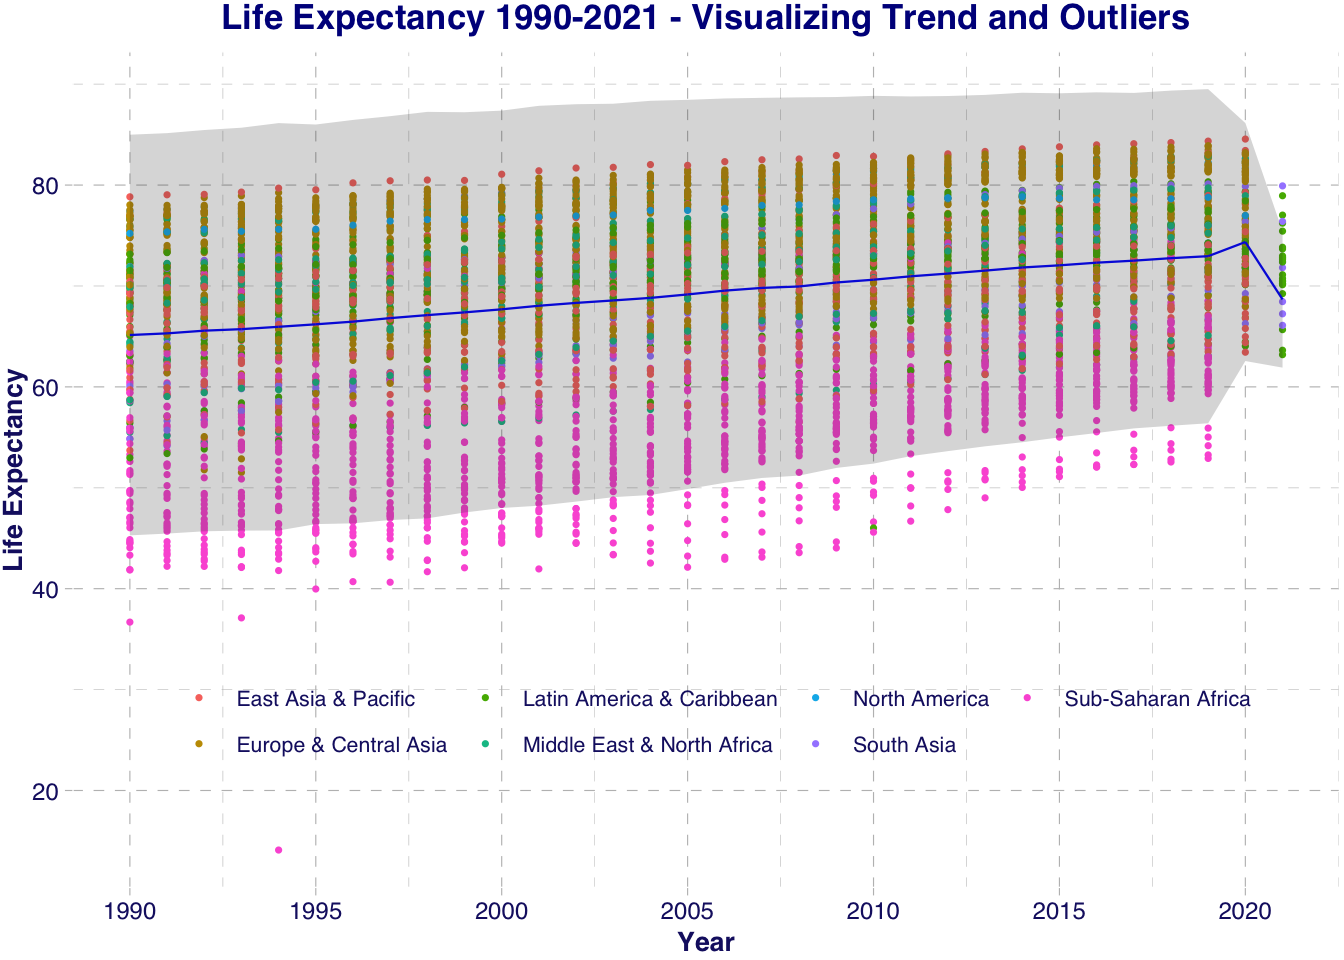 Life Expectancy 1990-2021 - Visualizing Trend and Outliers
Life Expectancy
80
60
40
20
East Asia & Pacific
Latin America & Caribbean
North America
Sub-Saharan Africa
Europe & Central Asia
Middle East & North Africa
South Asia
1990
1995
2000
2005
2010
2015
2020
Year